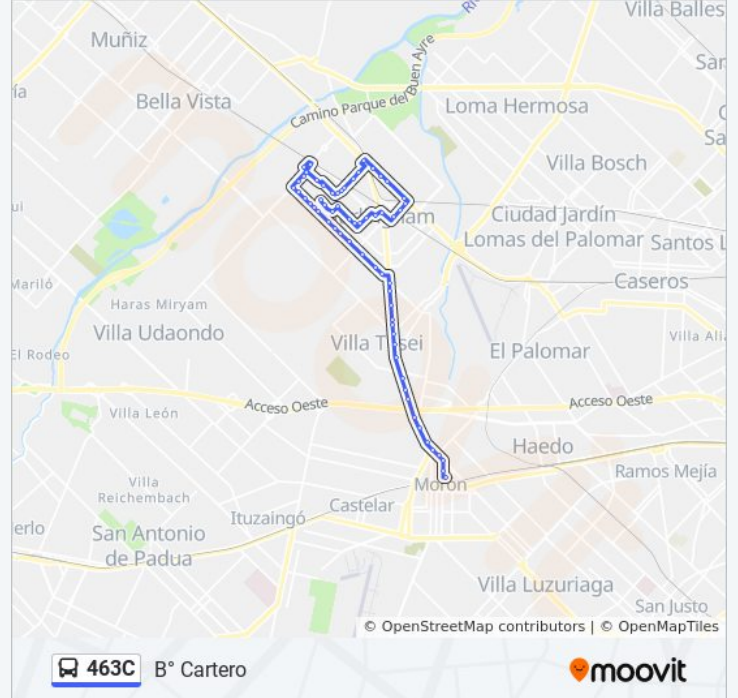 Villa Balles
Muñiz
Bella Vista
Camino Parque del Buen Ayre
Loma Hermosa
Villa Bosch
Ciudad Jardín
Lomas del Palomar
Santos L
Caseros
Mariló
Haras Miryam
Villa Udaondo
El Rodeo
El Palomar
Villa Ali
Acceso Oeste
Acceso Oeste
Villa León
Haedo
Ramos Mejía
Morón
Villa
Reichembach
Castelar
Ituzaingó
erlo
San Antonio
de Padua
Villa Luzuriaga
San Justo
© OpenStreetMap contributors | © OpenMapTiles
463C B° Cartero
moovit